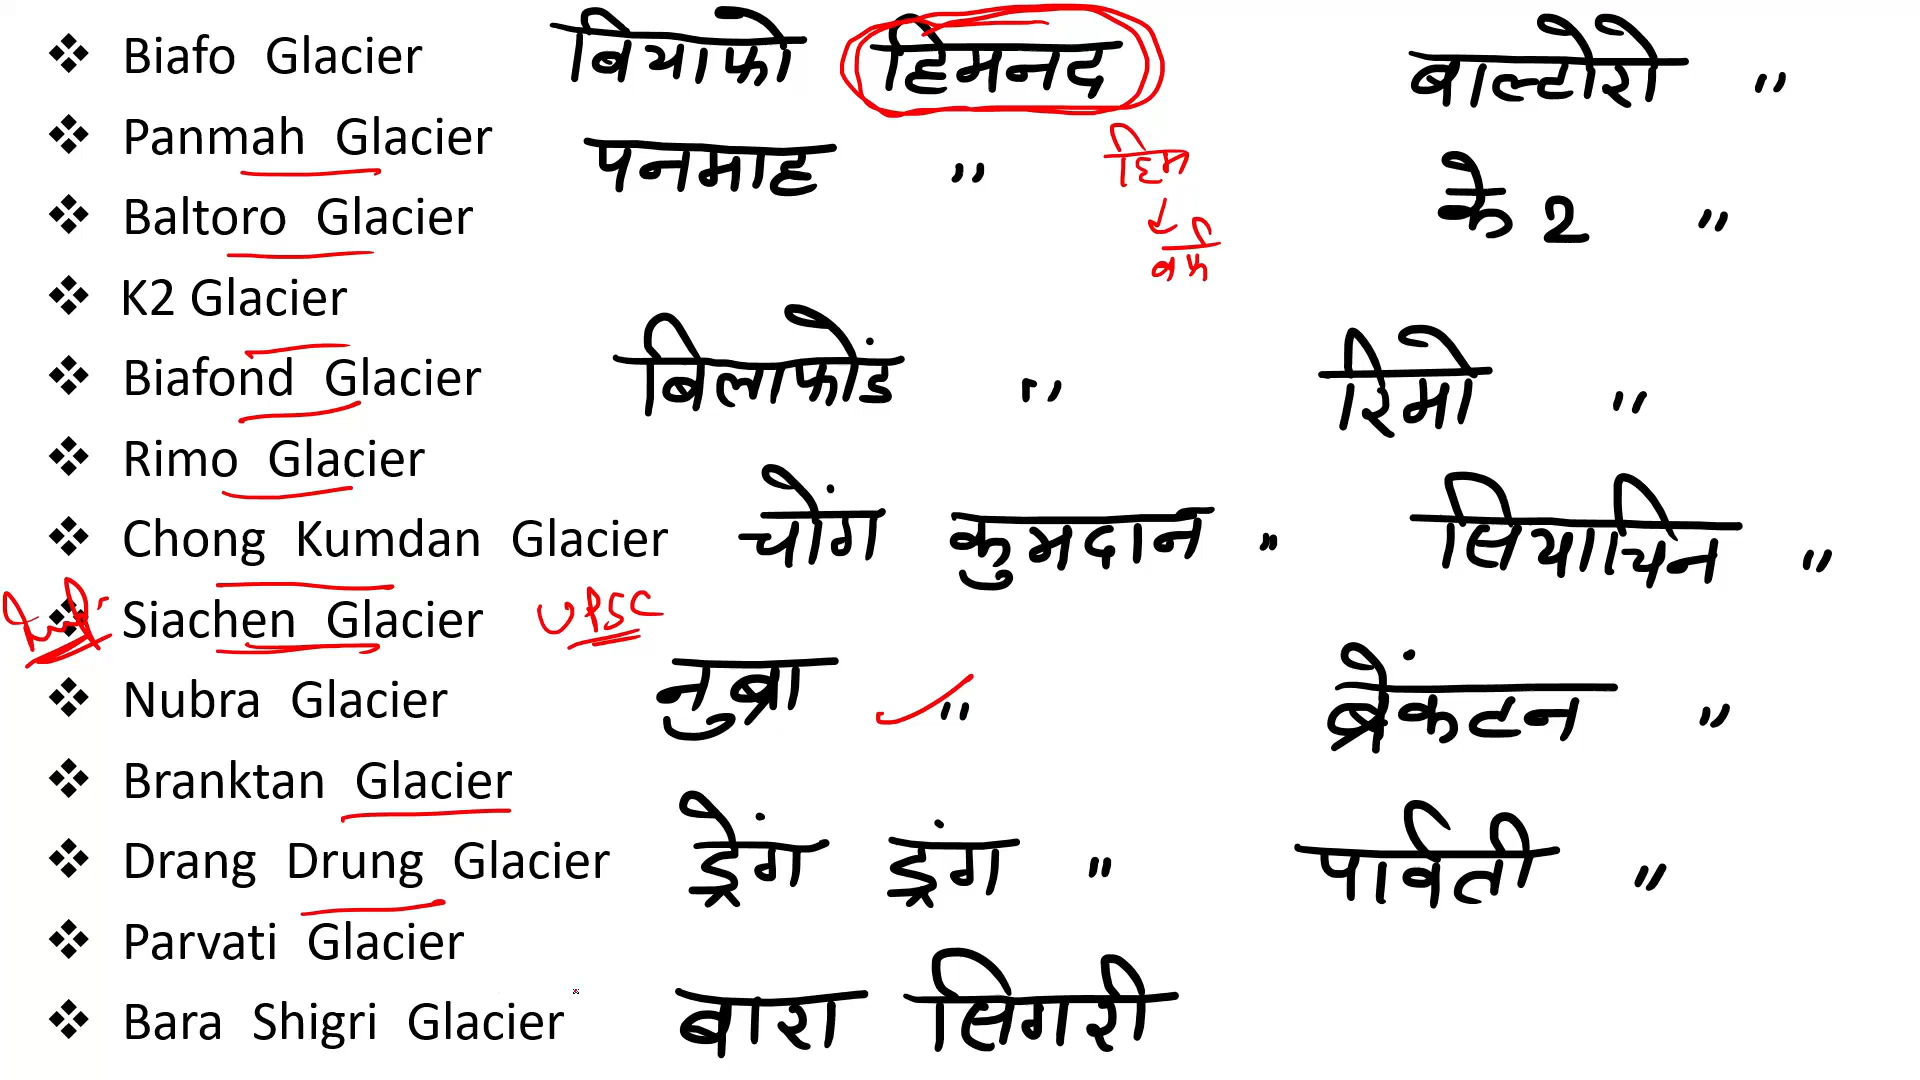 ❖ Biafo Glacier बियाफो हिमनद बाल्टोरो "
❖ Panmah Glacier पनमाह " हिम
❖ Baltoro Glacier के 2 "
↓ बर्फ
❖ K2 Glacier
❖ Biafond Glacier बिलाफोंड " रिमो "
❖ Rimo Glacier
❖ Chong Kumdan Glacier चोंग कुमदान " सियाचिन "
❖ Siachen Glacier UPSC
❖ Nubra Glacier नुब्रा " ब्रेंकटन "
❖ Branktan Glacier
❖ Drang Drung Glacier ड्रेंग ड्रंग " पार्वती "
❖ Parvati Glacier
❖ Bara Shigri Glacier बारा सिगरी